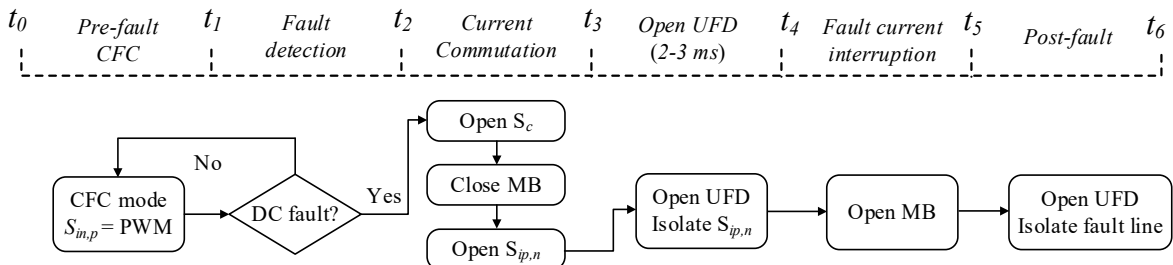 t0 Pre-fault t1 Fault t2 Current t3 Open UFD t4 Fault current t5 Post-fault t6
CFC detection Commutation (2-3 ms) interruption
Open Sc
No
CFC mode
Sin,p = PWM
DC fault?
Yes
Close MB
Open Sip,n
Open UFD
Isolate Sip,n
Open MB
Open UFD
Isolate fault line